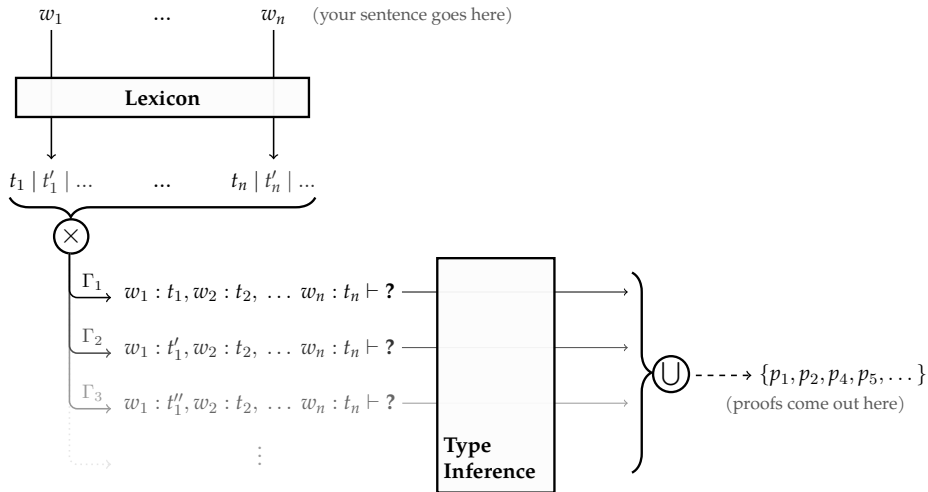 w₁ ... wₙ (your sentence goes here)
Lexicon
t₁ | t′₁ | ... ... tₙ | t′ₙ | ...
×
Γ₁ w₁ : t₁, w₂ : t₂, ... wₙ : tₙ ⊢ ?
Γ₂ w₁ : t′₁, w₂ : t₂, ... wₙ : tₙ ⊢ ?
⋃ {p₁, p₂, p₄, p₅, ...}
Γ₃ w₁ : t″₁, w₂ : t₂, ... wₙ : tₙ ⊢ ?
(proofs come out here)
⋮
Type
Inference